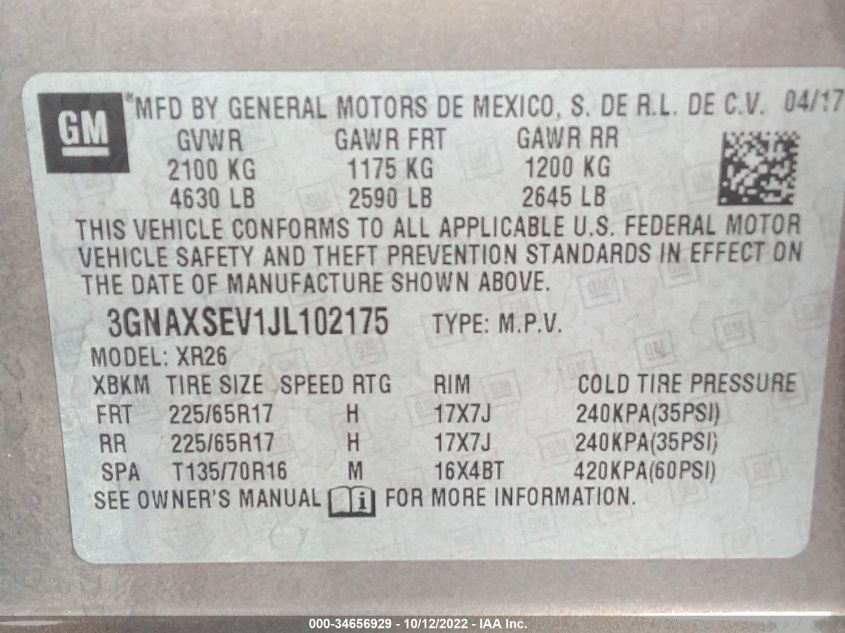 GM
"MFD BY GENERAL MOTORS DE MEXICO, S. DE R.L. DE C.V. 04/17
GVWR GAWR FRT GAWR RR
2100 KG 1175 KG 1200 KG
4630 LB 2590 LB 2645 LB
THIS VEHICLE CONFORMS TO ALL APPLICABLE U.S. FEDERAL MOTOR
VEHICLE SAFETY AND THEFT PREVENTION STANDARDS IN EFFECT ON
THE DATE OF MANUFACTURE SHOWN ABOVE.
3GNAXSEV1JL102175 TYPE: M.P.V.
MODEL: XR26
XBKM TIRE SIZE SPEED RTG RIM COLD TIRE PRESSURE
FRT 225/65R17 H 17X7J 240KPA(35PSI)
RR 225/65R17 H 17X7J 240KPA(35PSI)
SPA T135/70R16 M 16X4BT 420KPA(60PSI)
SEE OWNER'S MANUAL i FOR MORE INFORMATION.
000-34656929 - 10/12/2022 - IAA Inc.